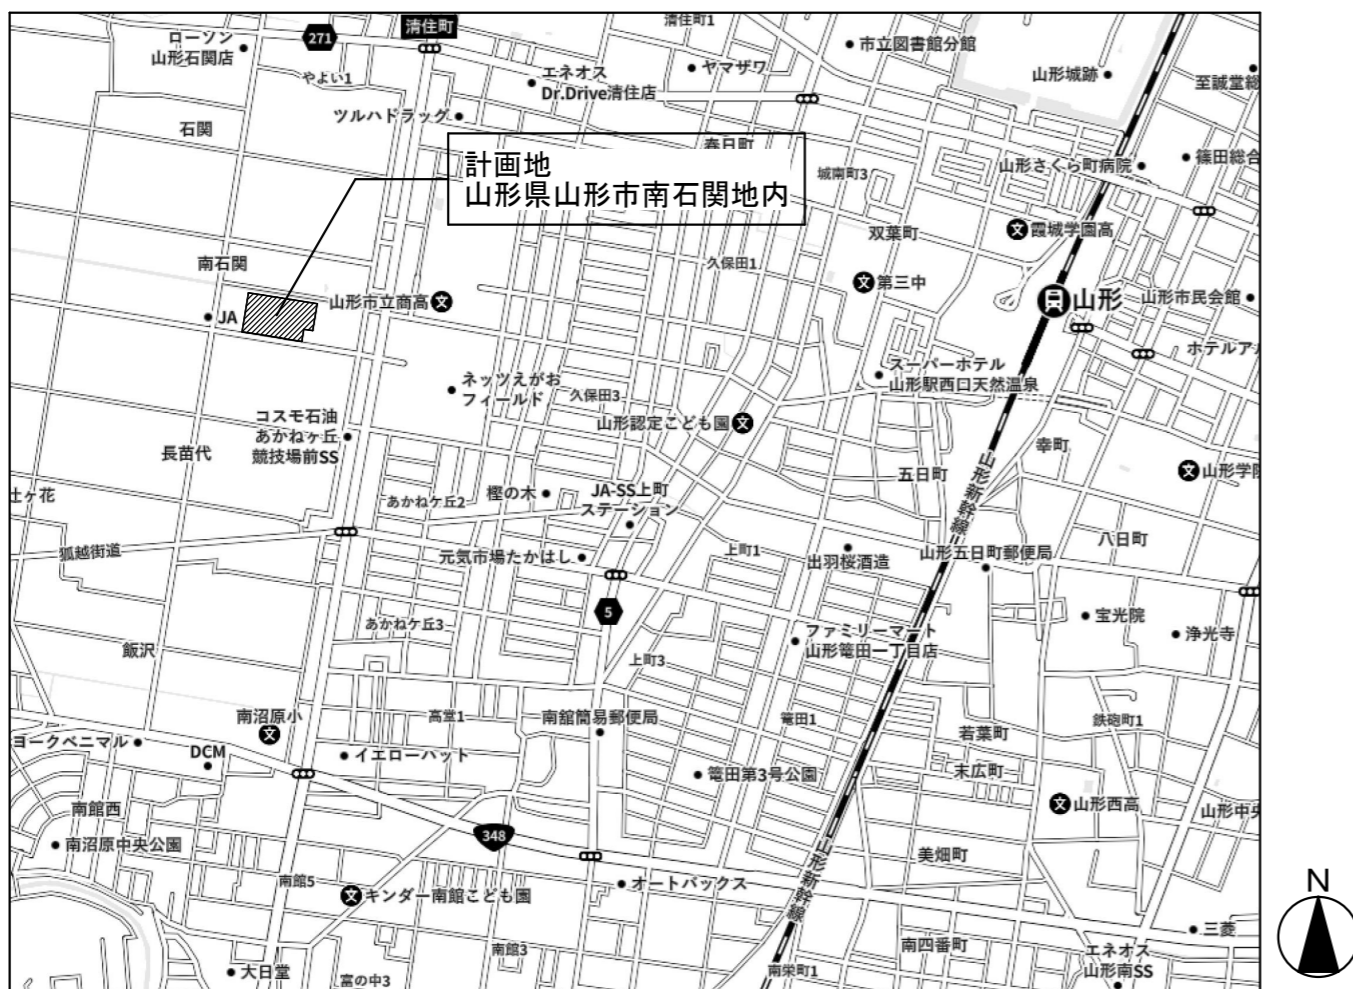 清住町
清住町1
271
ローソン
山形石関店
やよい1
エネオス
Dr.Drive清住店
ヤマザワ
市立図書館分館
山形城跡
至誠堂総
石関
ツルハドラッグ
春日町
計画地
山形県山形市南石関地内
城南町3
山形さくら町病院
篠田総合
双葉町
霞城学園高
南石関
久保田1
第三中
JA
山形市立商高
山形
山形市民会館
ホテルア
スーパーホテル
山形駅西口天然温泉
ネッツえがお
フィールド
久保田3
コスモ石油
あかねヶ丘
競技場前SS
山形認定こども園
長苗代
幸町
五日町
山形学院
辻ヶ花
あかねケ丘2
樫の木
JA-SS上町
ステーション
山形新幹線
狐越街道
元気市場たかはし
上町1
出羽桜酒造
山形五日町郵便局
八日町
5
あかねケ丘3
宝光院
浄光寺
飯沢
ファミリーマート
山形篭田一丁目店
上町3
南沼原小
高堂1
南舘簡易郵便局
篭田1
鉄砲町1
若葉町
ヨークベニマル
DCM
イエローハット
篭田第3号公園
末広町
南館西
山形西高
山形中央
348
南沼原中央公園
山形新幹線
美畑町
南館5
キンダー南館こども園
オートバックス
三菱
南館3
南四番町
エネオス
山形南SS
大日堂
富の中3
南栄町1
N